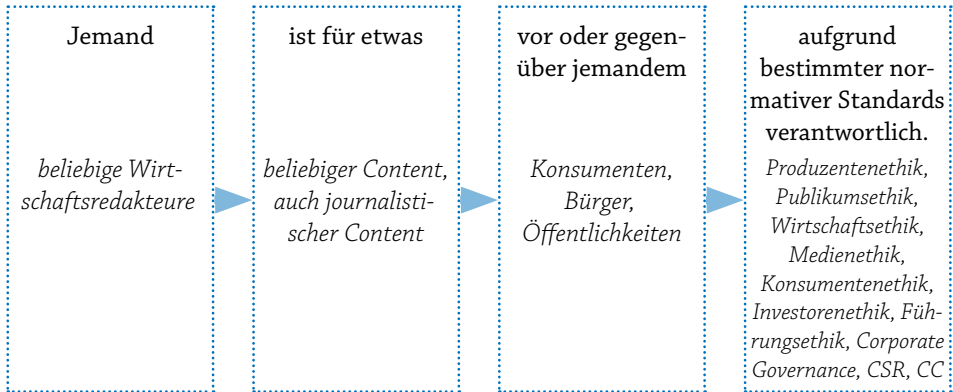 Jemand
beliebige Wirt-
schaftsredakteure
ist für etwas
beliebiger Content,
auch journalisti-
scher Content
vor oder gegen-
über jemandem
Konsumenten,
Bürger,
Öffentlichkeiten
aufgrund
bestimmter nor-
mativer Standards
verantwortlich.
Produzentenethik,
Publikumsethik,
Wirtschaftsethik,
Medienethik,
Konsumentenethik,
Investorenethik, Füh-
rungsethik, Corporate
Governance, CSR, CC